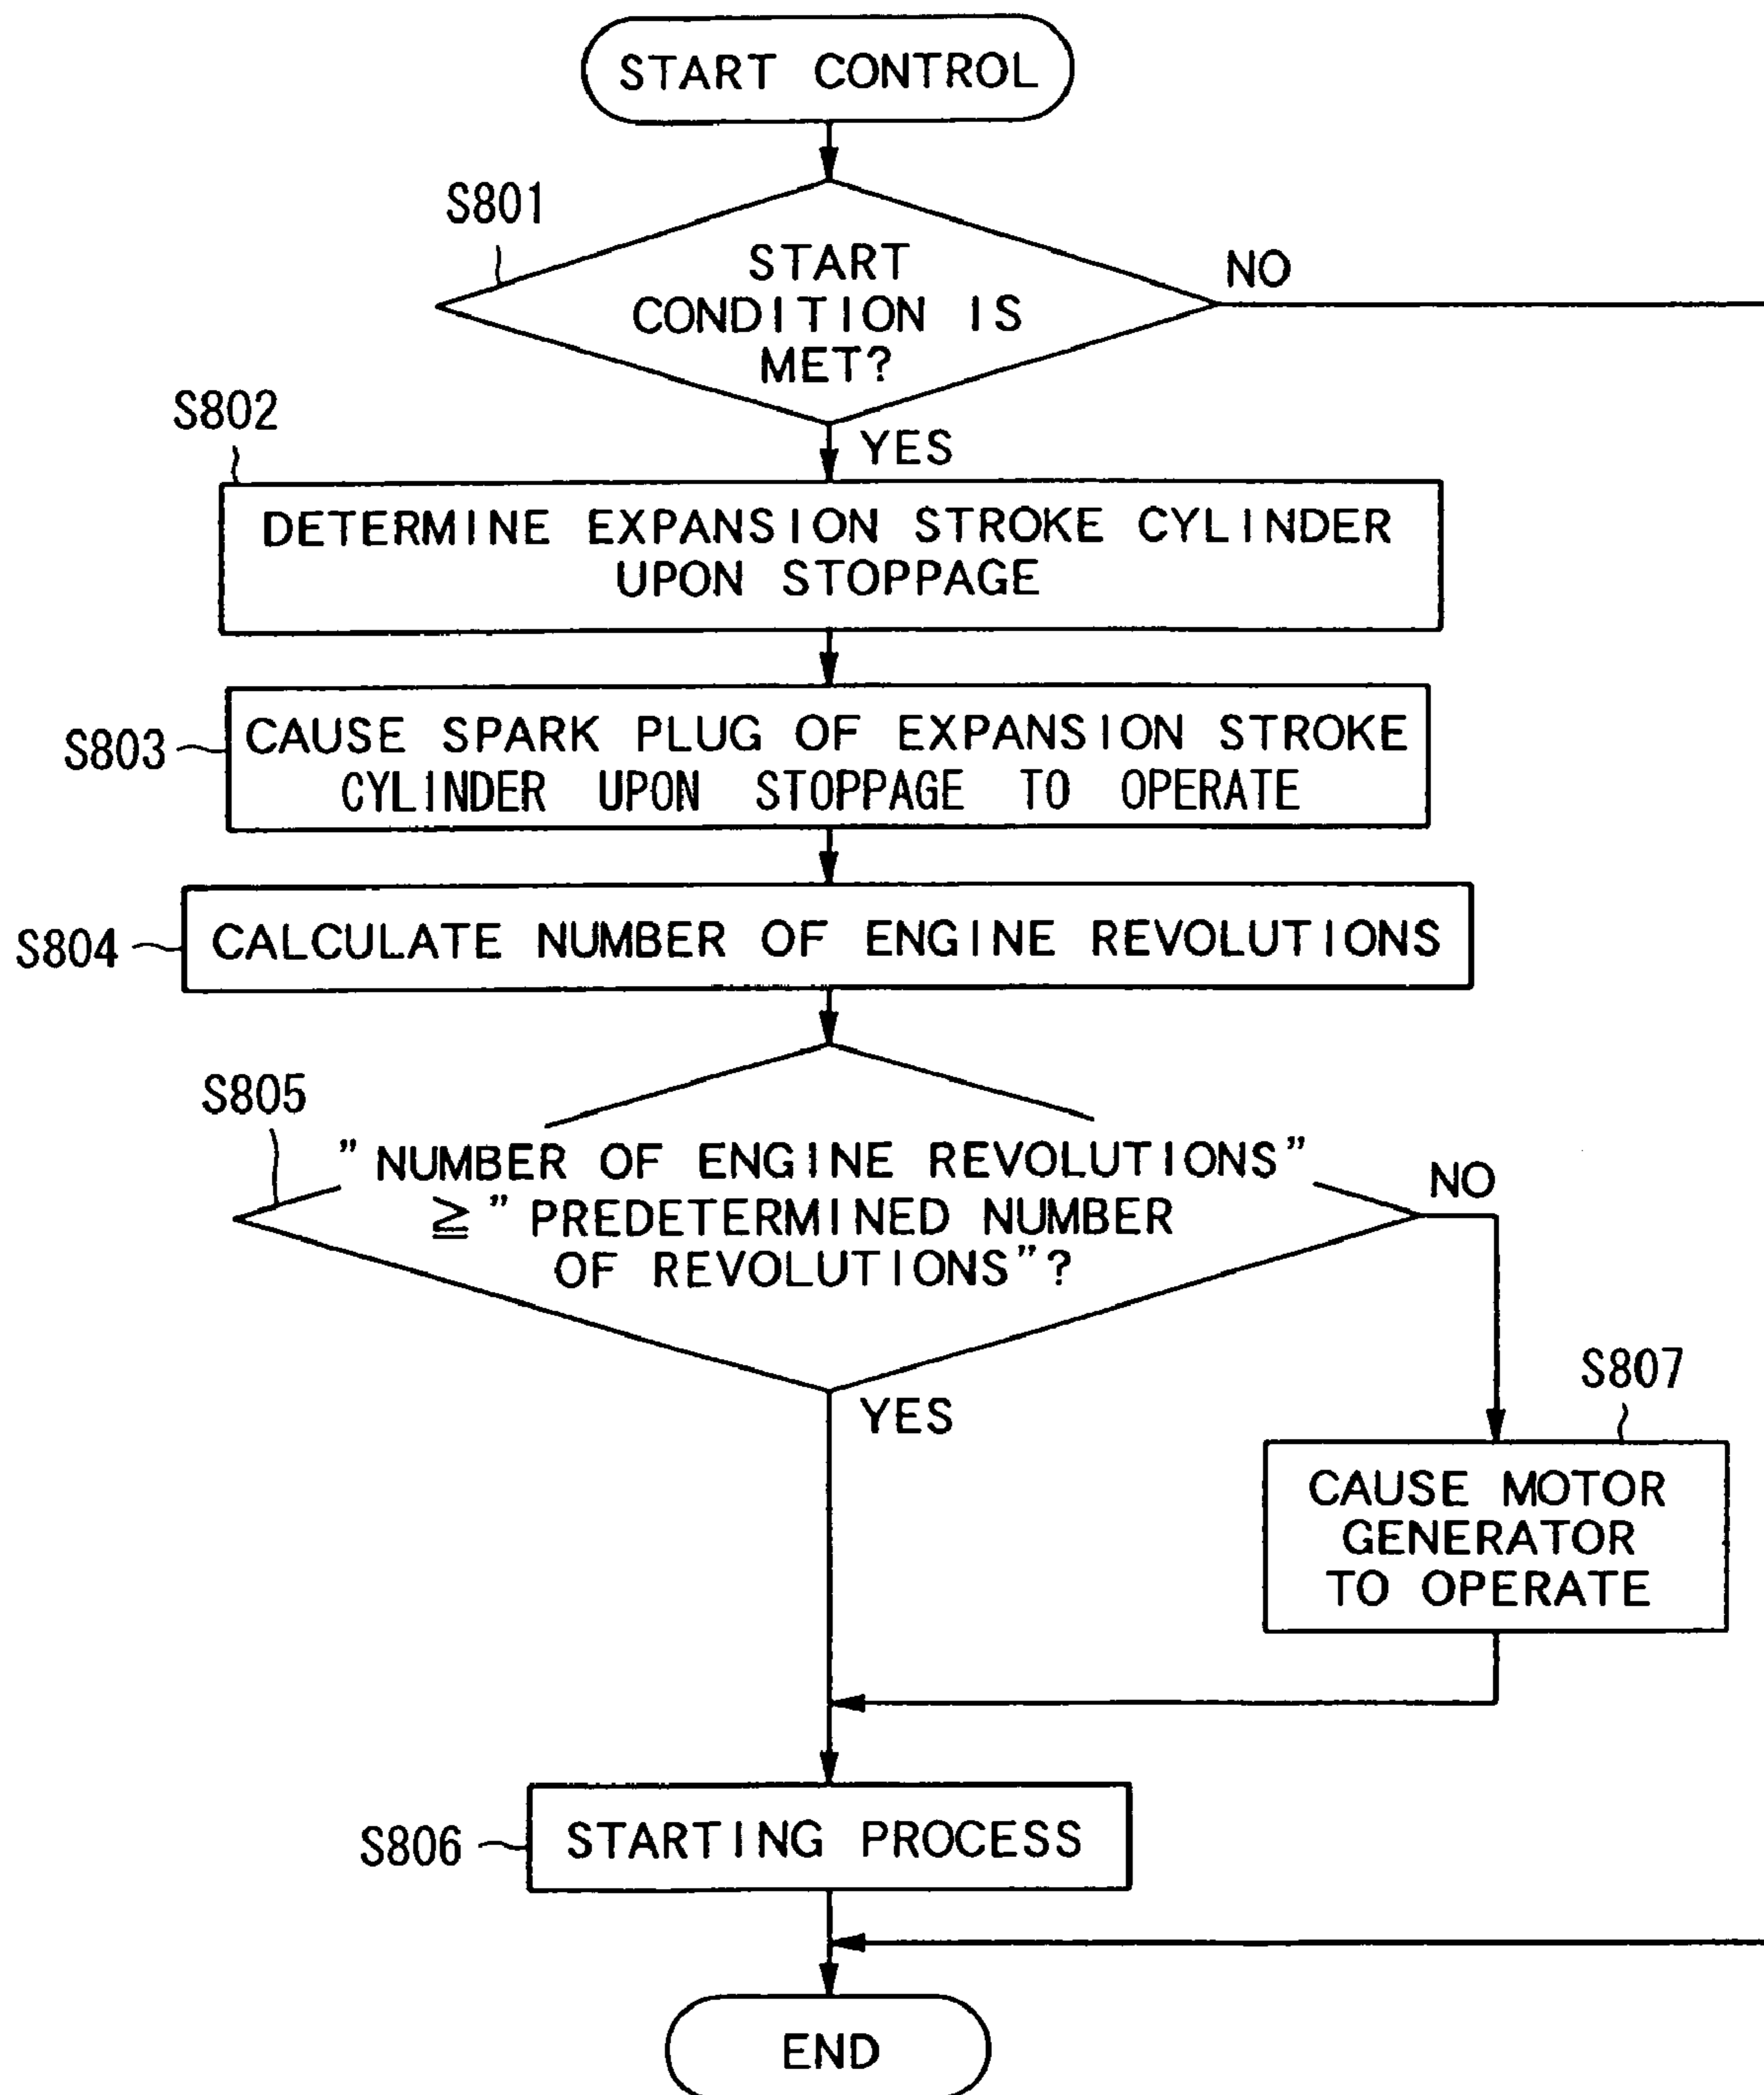 START CONTROL
S801
START
CONDITION IS
MET?
NO
YES
S802
DETERMINE EXPANSION STROKE CYLINDER
UPON STOPPAGE
S803
CAUSE SPARK PLUG OF EXPANSION STROKE
CYLINDER UPON STOPPAGE TO OPERATE
S804
CALCULATE NUMBER OF ENGINE REVOLUTIONS
S805
" NUMBER OF ENGINE REVOLUTIONS"
≧ " PREDETERMINED NUMBER
OF REVOLUTIONS"?
NO
YES
S807
CAUSE MOTOR
GENERATOR
TO OPERATE
S806
STARTING PROCESS
END